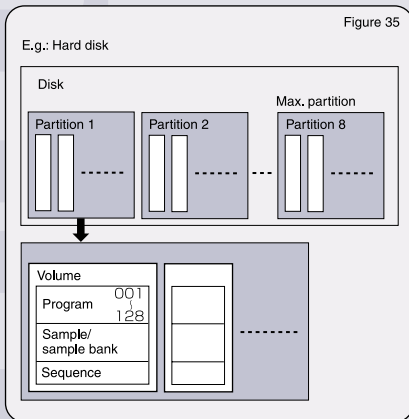 Figure 35
E.g.: Hard disk
Disk
Max. partition
Partition 1
Partition 2
Partition 8
Volume
Program 001
~
128
Sample/
sample bank
Sequence